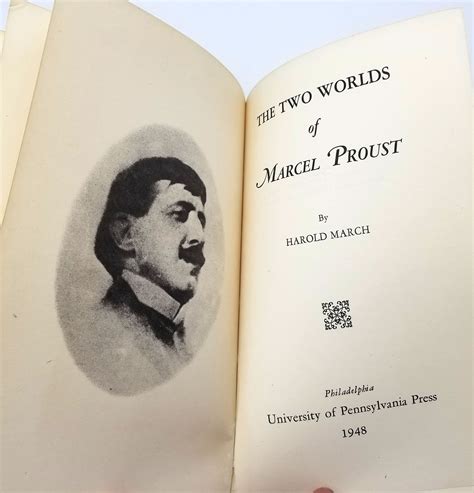 THE TWO WORLDS
of
MARCEL PROUST
By
HAROLD MARCH
Philadelphia
University of Pennsylvania Press
1948